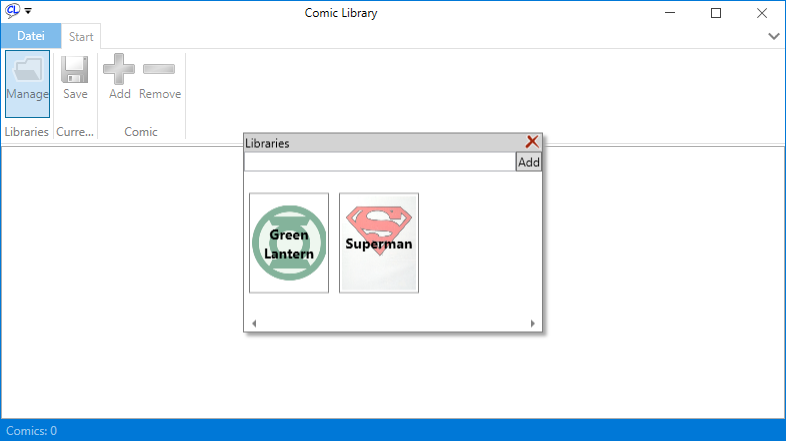 CL
Comic Library
Datei
Start
Manage
Save
Add
Remove
Libraries
Curre...
Comic
Libraries
Add
Green
Lantern
Superman
Comics: 0